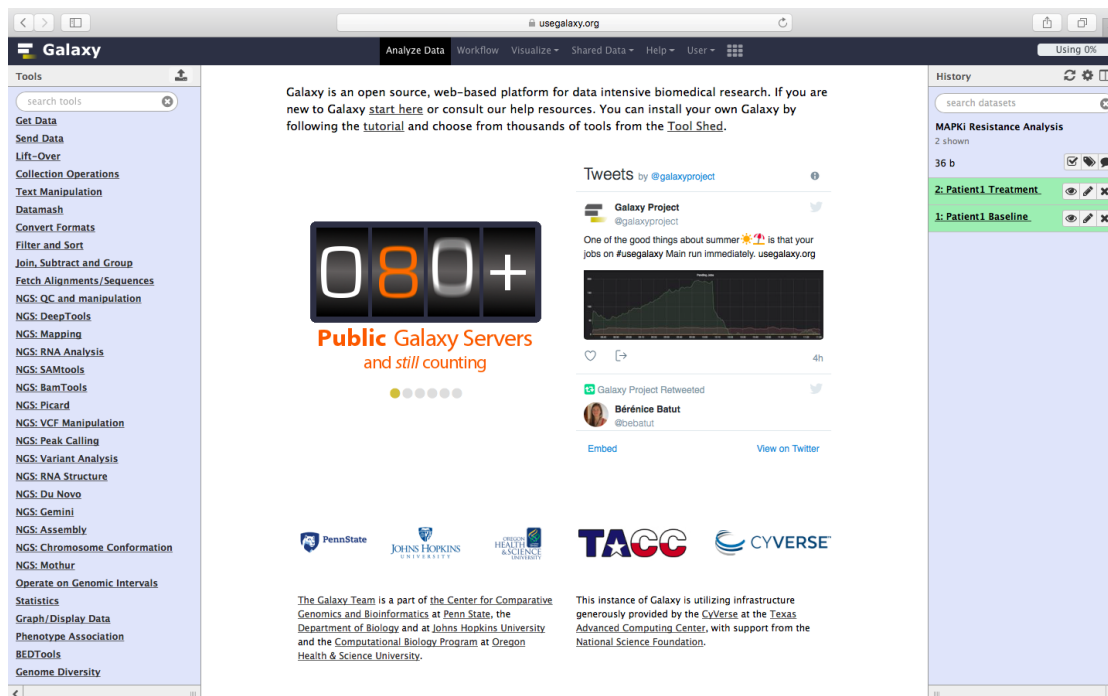 usegalaxy.org
Galaxy
Analyze Data Workflow Visualize Shared Data Help User
Using 0%
Tools
search tools
Get Data
Send Data
Lift-Over
Collection Operations
Text Manipulation
Datamash
Convert Formats
Filter and Sort
Join, Subtract and Group
Fetch Alignments/Sequences
NGS: QC and manipulation
NGS: DeepTools
NGS: Mapping
NGS: RNA Analysis
NGS: SAMtools
NGS: BamTools
NGS: Picard
NGS: VCF Manipulation
NGS: Peak Calling
NGS: Variant Analysis
NGS: RNA Structure
NGS: Du Novo
NGS: Gemini
NGS: Assembly
NGS: Chromosome Conformation
NGS: Mothur
Operate on Genomic Intervals
Statistics
Graph/Display Data
Phenotype Association
BEDTools
Genome Diversity
Galaxy is an open source, web-based platform for data intensive biomedical research. If you are
new to Galaxy start here or consult our help resources. You can install your own Galaxy by
following the tutorial and choose from thousands of tools from the Tool Shed.
080+
Public Galaxy Servers
and still counting
Tweets by @galaxyproject
Galaxy Project
@galaxyproject
One of the good things about summer ☀️⛱️ is that your
jobs on #usegalaxy Main run immediately. usegalaxy.org
4h
Galaxy Project Retweeted
Bérénice Batut
@bebatut
Embed
View on Twitter
PennState
JOHNS HOPKINS
UNIVERSITY
OREGON
HEALTH
&SCIENCE
UNIVERSITY
TACC
CYVERSE
The Galaxy Team is a part of the Center for Comparative
Genomics and Bioinformatics at Penn State, the
Department of Biology and at Johns Hopkins University
and the Computational Biology Program at Oregon
Health & Science University.
This instance of Galaxy is utilizing infrastructure
generously provided by the CyVerse at the Texas
Advanced Computing Center, with support from the
National Science Foundation.
History
search datasets
MAPKi Resistance Analysis
2 shown
36 b
2: Patient1 Treatment
1: Patient1 Baseline